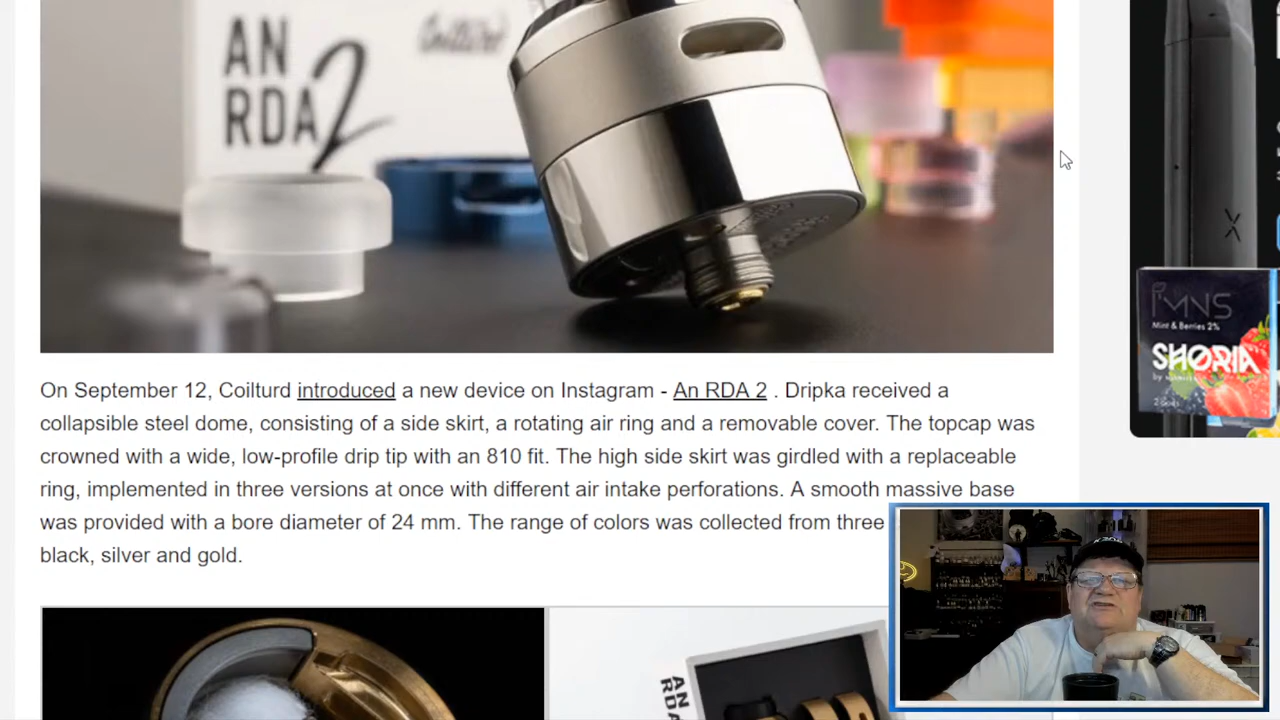 AN
RDA2
Coilturd
MNS
Mint & Berries 2%
SHORIA
On September 12, Coilturd introduced a new device on Instagram - An RDA 2 . Dripka received a
collapsible steel dome, consisting of a side skirt, a rotating air ring and a removable cover. The topcap was
crowned with a wide, low-profile drip tip with an 810 fit. The high side skirt was girdled with a replaceable
ring, implemented in three versions at once with different air intake perforations. A smooth massive base
was provided with a bore diameter of 24 mm. The range of colors was collected from three
black, silver and gold.
AN
RDA